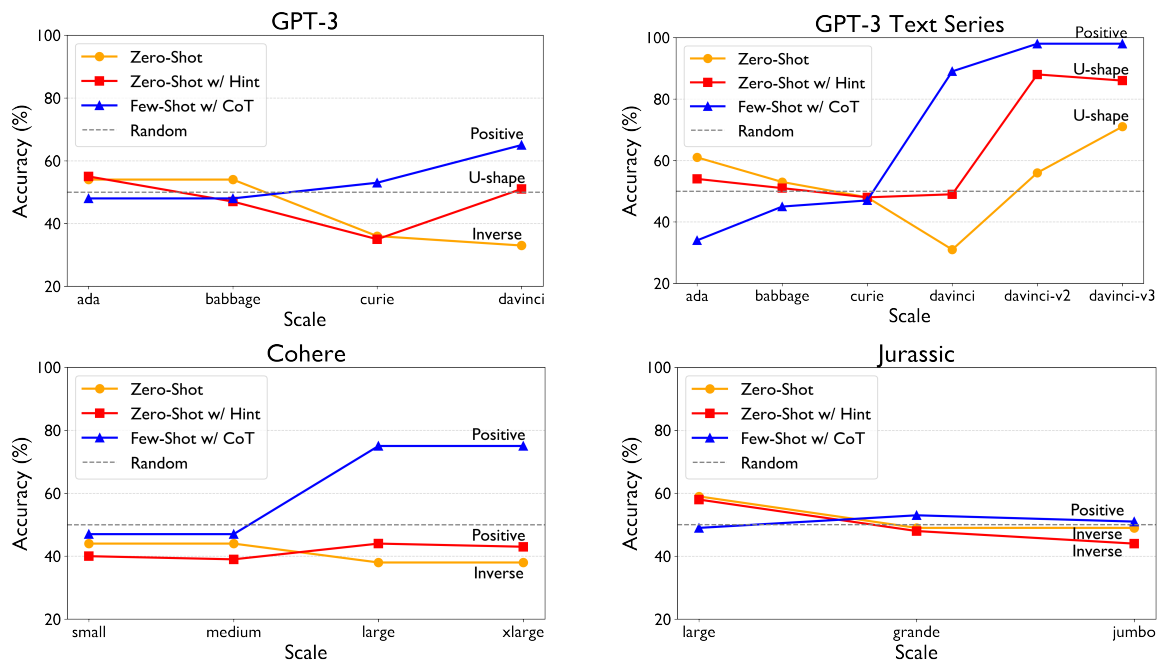 GPT-3
100
80
60
40
20
Accuracy (%)
Zero-Shot
Zero-Shot w/ Hint
Few-Shot w/ CoT
Random
Positive
U-shape
Inverse
ada babbage curie davinci
Scale
GPT-3 Text Series
100
80
60
40
20
Accuracy (%)
Zero-Shot
Zero-Shot w/ Hint
Few-Shot w/ CoT
Random
Positive
U-shape
U-shape
ada babbage curie davinci davinci-v2 davinci-v3
Scale
Cohere
100
80
60
40
20
Accuracy (%)
Zero-Shot
Zero-Shot w/ Hint
Few-Shot w/ CoT
Random
Positive
Positive
Inverse
small medium large xlarge
Scale
Jurassic
100
80
60
40
20
Accuracy (%)
Zero-Shot
Zero-Shot w/ Hint
Few-Shot w/ CoT
Random
Positive
Inverse
Inverse
large grande jumbo
Scale